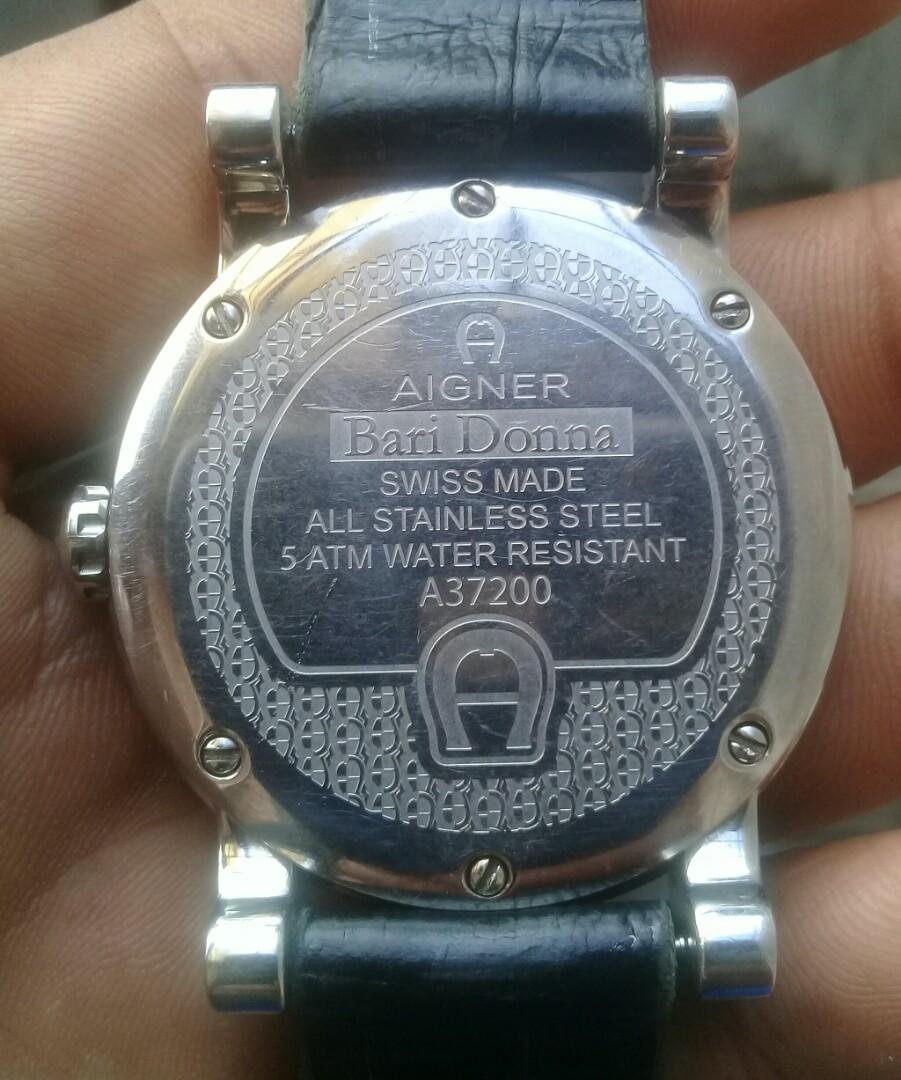 AIGNER
Bari Donna
SWISS MADE
ALL STAINLESS STEEL
5 ATM WATER RESISTANT
A37200